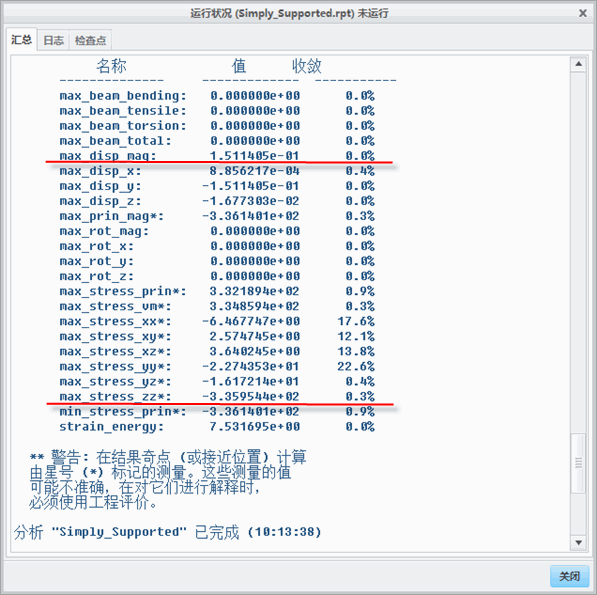 运行状况 (Simply_Supported.rpt) 未运行
汇总 日志 检查点
名称 值 收敛
-------------- ------------- -----------
max_beam_bending: 0.000000e+00 0.0%
max_beam_tensile: 0.000000e+00 0.0%
max_beam_torsion: 0.000000e+00 0.0%
max_beam_total: 0.000000e+00 0.0%
max_disp_mag: 1.511405e-01 0.0%
max_disp_x: 8.856217e-04 0.4%
max_disp_y: -1.511405e-01 0.0%
max_disp_z: -1.677303e-02 0.0%
max_prin_mag*: -3.361401e+02 0.3%
max_rot_mag: 0.000000e+00 0.0%
max_rot_x: 0.000000e+00 0.0%
max_rot_y: 0.000000e+00 0.0%
max_rot_z: 0.000000e+00 0.0%
max_stress_prin*: 3.321894e+02 0.9%
max_stress_vm*: 3.348594e+02 0.3%
max_stress_xx*: -6.467747e+00 17.6%
max_stress_xy*: 2.574745e+00 12.1%
max_stress_xz*: 3.640245e+00 13.8%
max_stress_yy*: -2.274353e+01 22.6%
max_stress_yz*: -1.617214e+01 0.4%
max_stress_zz*: -3.359544e+02 0.3%
min_stress_prin*: -3.361401e+02 0.9%
strain_energy: 7.531695e+00 0.0%
** 警告: 在结果奇点 (或接近位置) 计算
由星号 (*) 标记的测量。这些测量的值
可能不准确，在对它们进行解释时，
必须使用工程评价。
分析 "Simply_Supported" 已完成 (10:13:38)
关闭